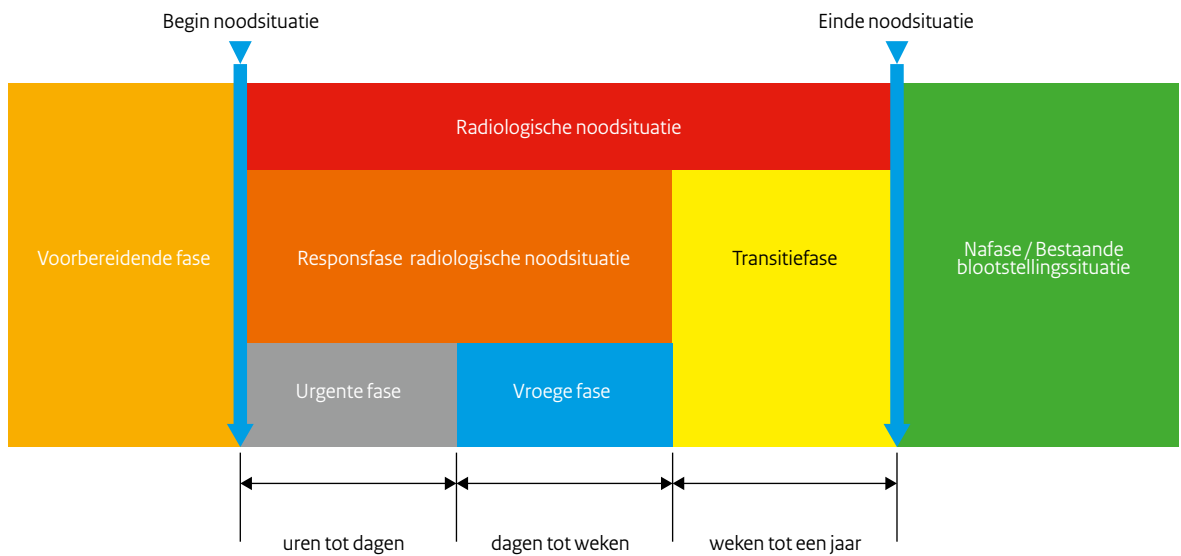 Begin noodsituatie
Einde noodsituatie
Radiologische noodsituatie
Voorbereidende fase
Responsfase radiologische noodsituatie
Transitiefase
Nafase / Bestaande
blootstellingssituatie
Urgente fase
Vroege fase
uren tot dagen
dagen tot weken
weken tot een jaar